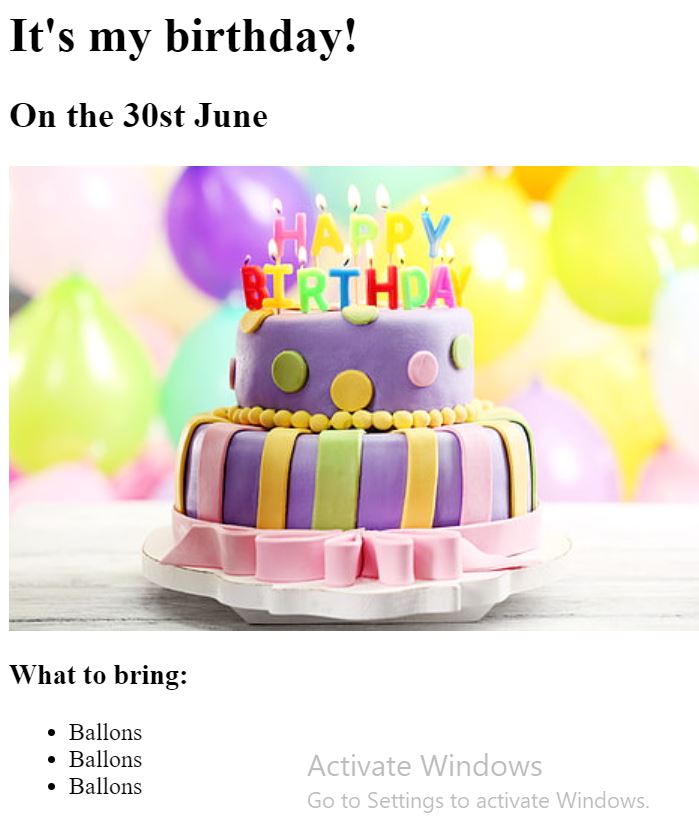 It's my birthday!
On the 30st June
HAPPY
BIRTHDAY
What to bring:
Ballons
Ballons
Ballons
Activate Windows
Go to Settings to activate Windows.